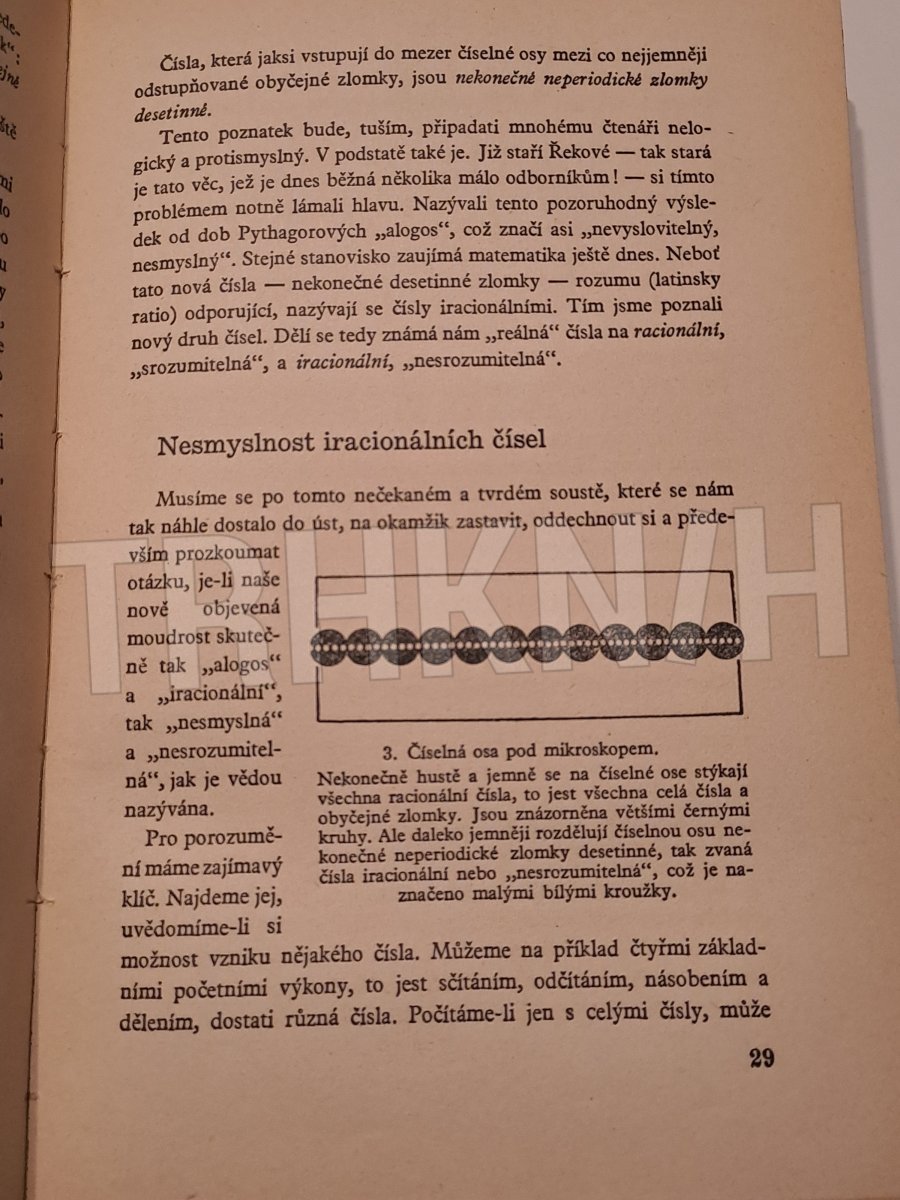 Čísla, která jaksi vstupují do mezer číselné osy mezi co nejjemněji
odstupňované obyčejné zlomky, jsou nekonečné neperiodické zlomky
desetinné.
Tento poznatek bude, tuším, připadati mnohému čtenáři nelo-
gický a protismyslný. V podstatě také je. Již staří Řekové — tak stará
je tato věc, jež je dnes běžná několika málo odborníkům! — si tímto
problémem notně lámali hlavu. Nazývali tento pozoruhodný výsle-
dek od dob Pythagorových „alogos“, což značí asi „nevyslovitelný,
nesmyslný“. Stejné stanovisko zaujímá matematika ještě dnes. Neboť
tato nová čísla — nekonečné desetinné zlomky — rozumu (latinsky
ratio) odporující, nazývají se čísly iracionálními. Tím jsme poznali
nový druh čísel. Dělí se tedy známá nám „reálná“ čísla na racionální,
„srozumitelná“, a iracionální, „nesrozumitelná“.
Nesmyslnost iracionálních čísel
Musíme se po tomto nečekaném a tvrdém soustě, které se nám
tak náhle dostalo do úst, na okamžik zastavit, oddechnout si a přede-
vším prozkoumat
otázku, je-li naše
nově objevená
moudrost skuteč-
ně tak „alogos“
a „iracionální“,
tak „nesmyslná“
a „nesrozumitel-
ná“, jak je vědou
nazývána.
Pro porozumě-
ní máme zajímavý
klíč. Najdeme jej,
uvědomíme-li si
3. Číselná osa pod mikroskopem.
Nekonečně hustě a jemně se na číselné ose stýkají
všechna racionální čísla, to jest všechna celá čísla a
obyčejné zlomky. Jsou znázorněna většími černými
kruhy. Ale daleko jemněji rozdělují číselnou osu ne-
konečné neperiodické zlomky desetinné, tak zvaná
čísla iracionální nebo „nesrozumitelná“, což je na-
značeno malými bílými kroužky.
možnost vzniku nějakého čísla. Můžeme na příklad čtyřmi základ-
ními početními výkony, to jest sčítáním, odčítáním, násobením a
dělením, dostati různá čísla. Počítáme-li jen s celými čísly, může
29
TRHKNIH